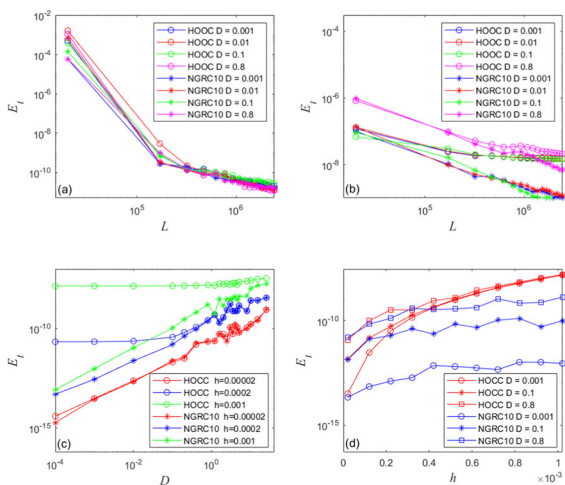 10^-2
10^-4
10^-6
10^-8
10^-10
E_t
(a)
10^5
10^6
L
HOOC D = 0.001
HOOC D = 0.01
HOOC D = 0.1
HOOC D = 0.8
NGRC10 D = 0.001
NGRC10 D = 0.01
NGRC10 D = 0.1
NGRC10 D = 0.8
10^-4
10^-6
10^-8
E_t
(b)
10^5
10^6
L
HOOC D = 0.001
HOOC D = 0.01
HOOC D = 0.1
HOOC D = 0.8
NGRC10 D = 0.001
NGRC10 D = 0.01
NGRC10 D = 0.1
NGRC10 D = 0.8
10^-10
10^-15
E_t
(c)
10^-4
10^-2
10^0
D
HOCC h=0.00002
HOCC h=0.0002
HOCC h=0.001
NGRC10 h=0.00002
NGRC10 h=0.0002
NGRC10 h=0.001
10^-10
10^-15
E_t
(d)
0
0.2
0.4
0.6
0.8
1
×10^-3
h
HOCC D = 0.001
HOCC D = 0.1
HOCC D = 0.8
NGRC10 D = 0.001
NGRC10 D = 0.1
NGRC10 D = 0.8